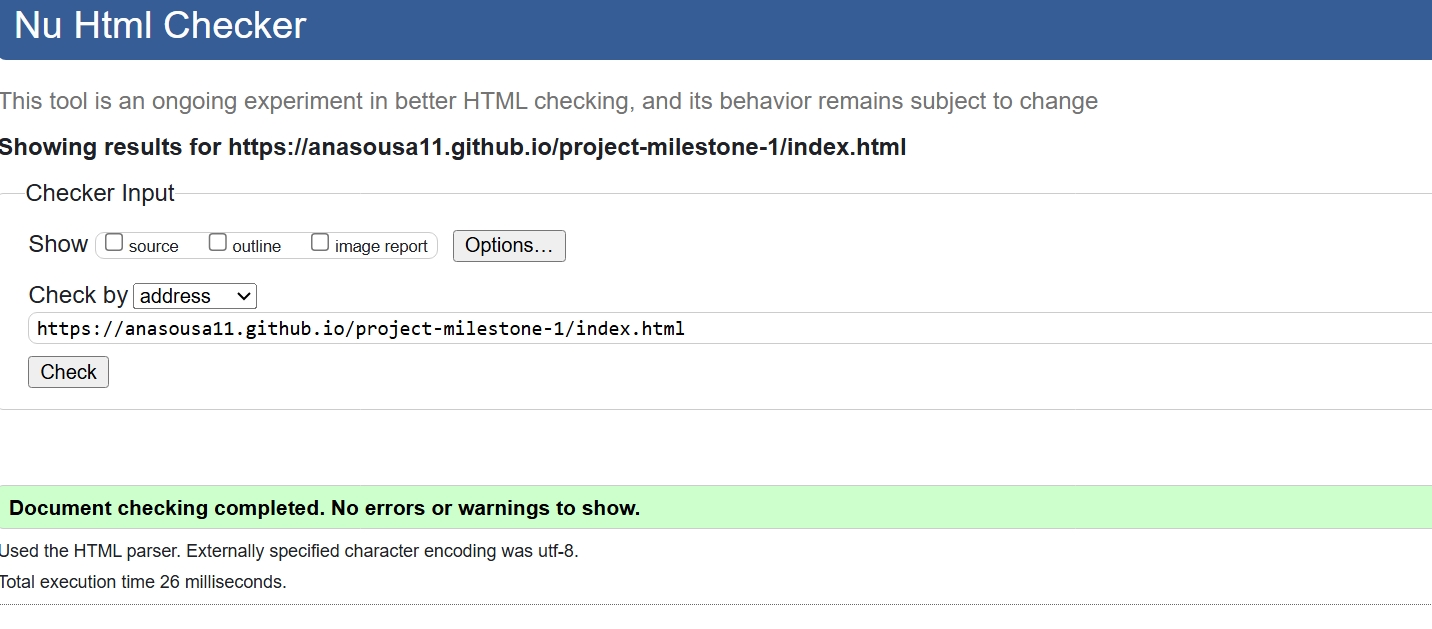 Nu Html Checker
This tool is an ongoing experiment in better HTML checking, and its behavior remains subject to change
Showing results for https://anasousa11.github.io/project-milestone-1/index.html
Checker Input
Show source outline image report Options...
Check by address
https://anasousa11.github.io/project-milestone-1/index.html
Check
Document checking completed. No errors or warnings to show.
Used the HTML parser. Externally specified character encoding was utf-8.
Total execution time 26 milliseconds.